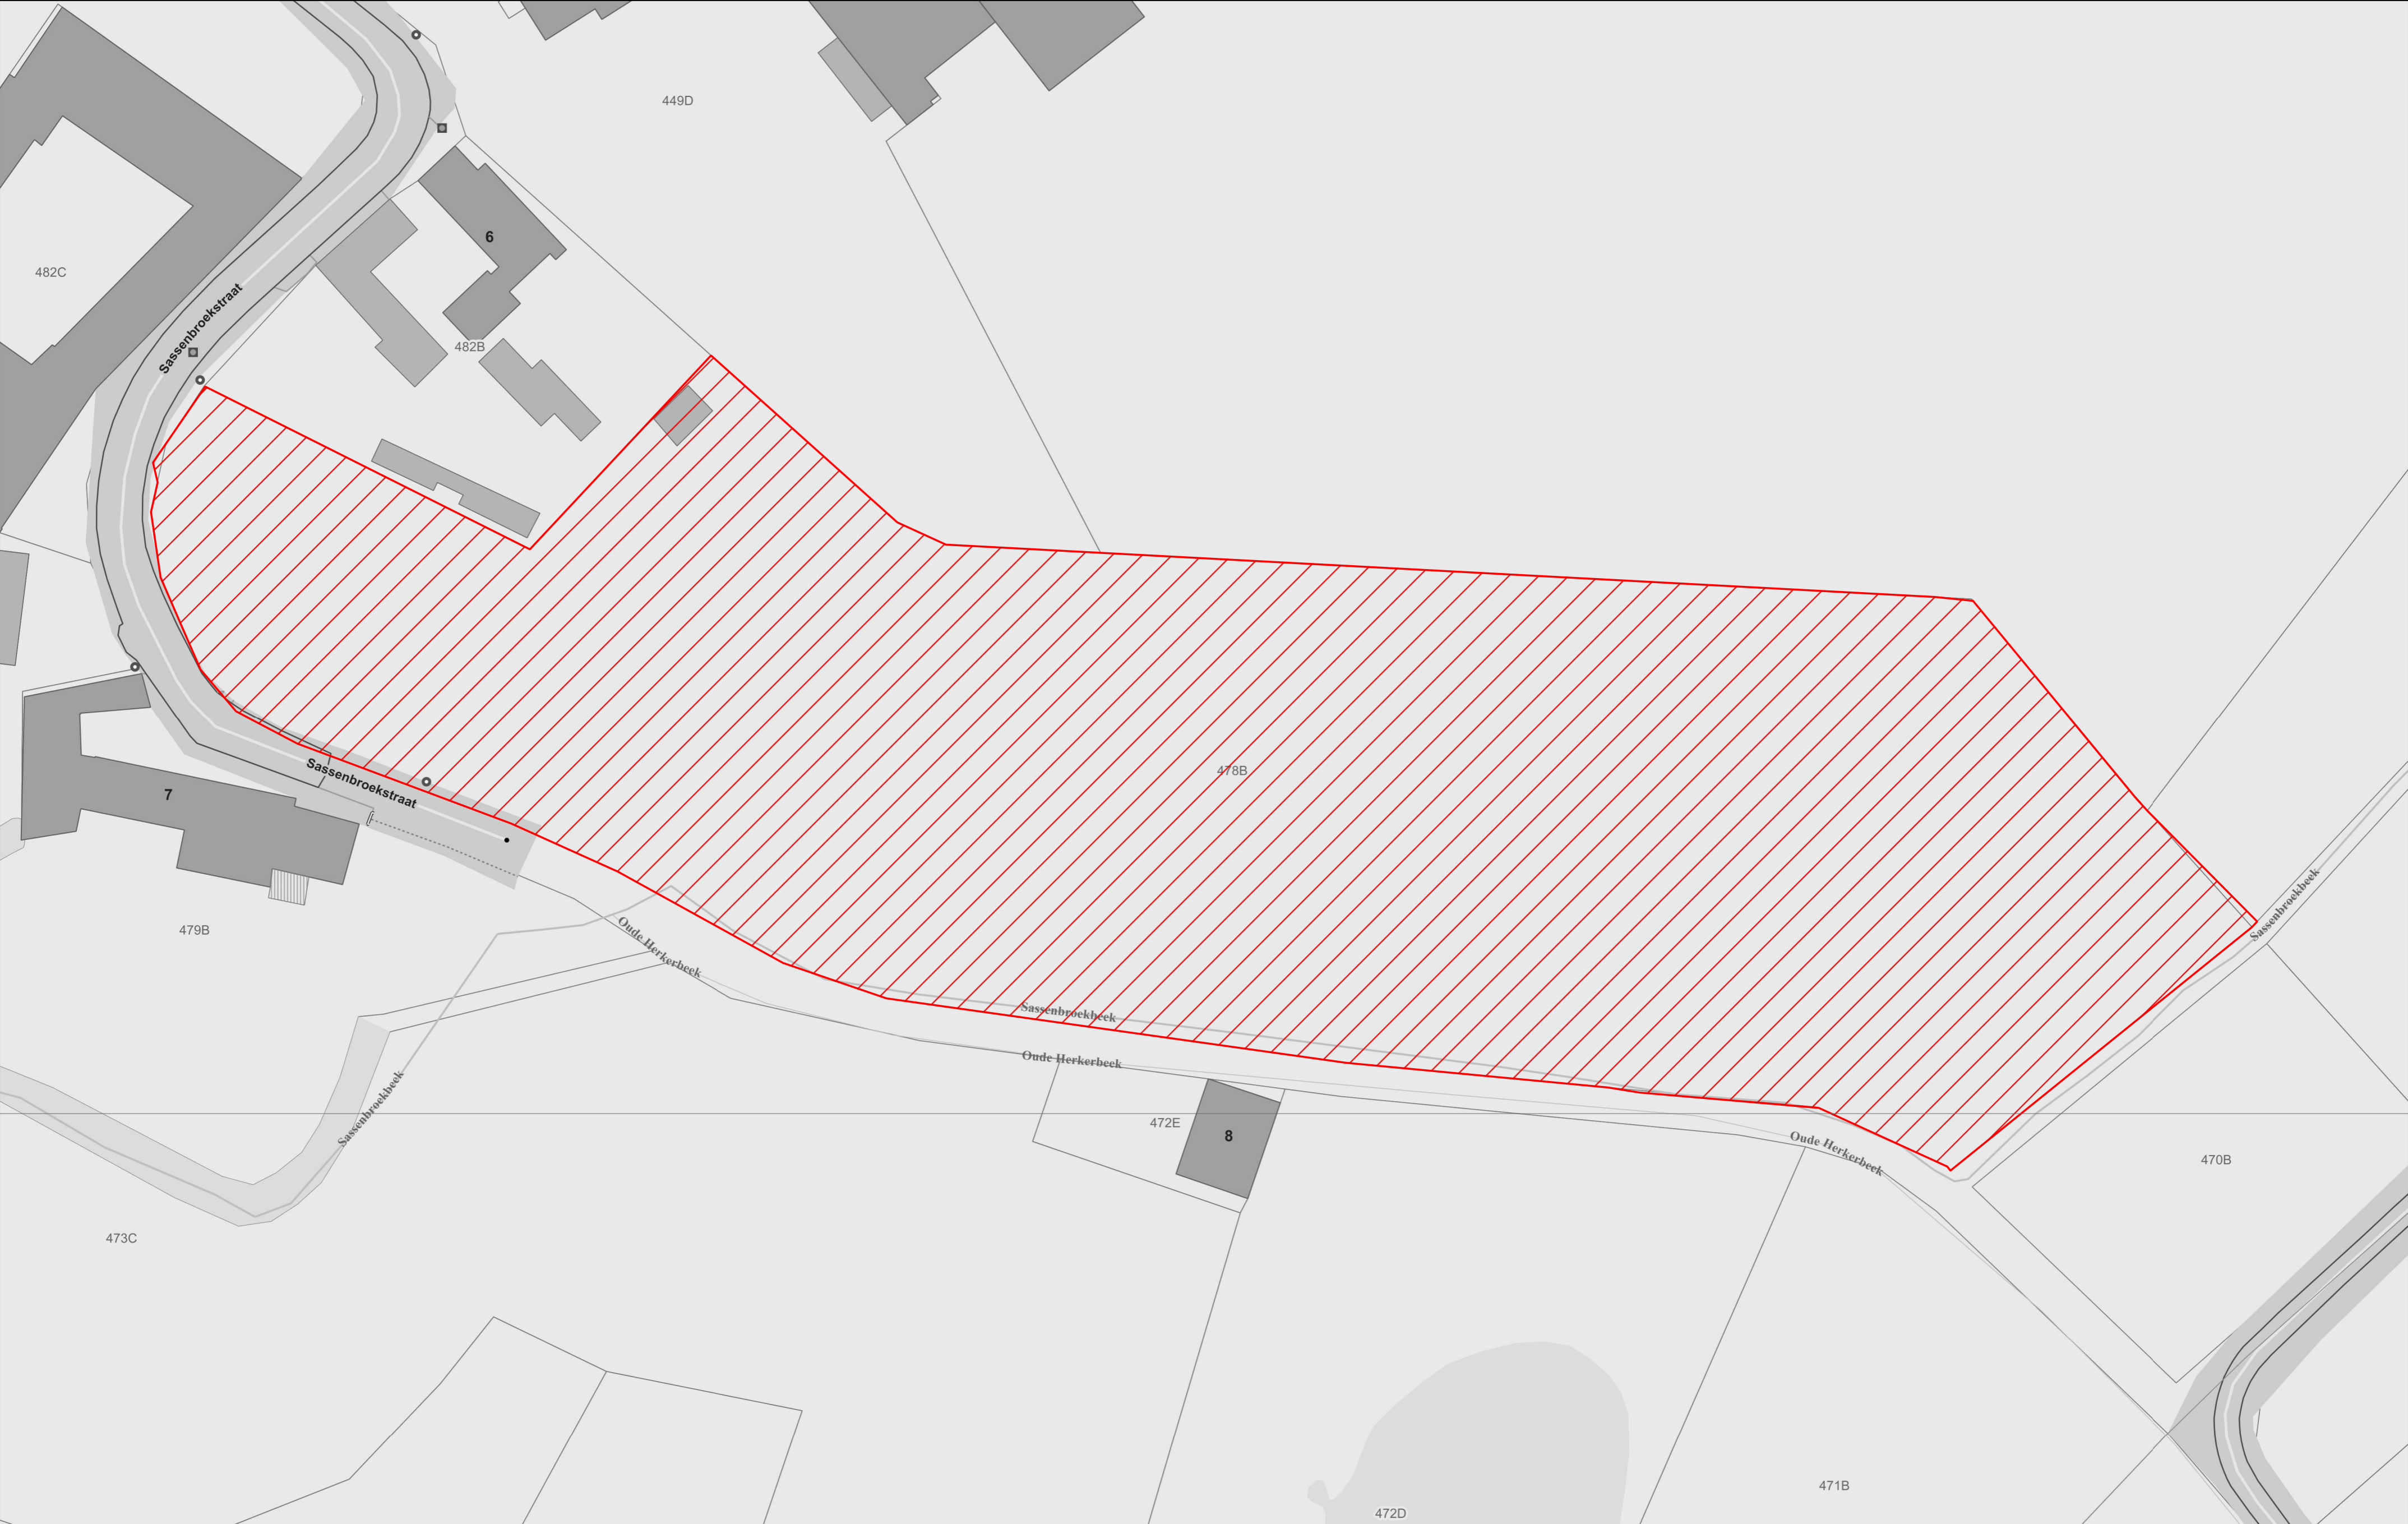 449D
6
482C
Sassenbroekstraat
482B
478B
Sassenbroekstraat
7
Sassenbroekbeek
479B
Oude Herkerbeek
Sassenbroekbeek
Oude Herkerbeek
Sassenbroekbeek
472E
8
Oude Herkerbeek
470B
473C
471B
472D